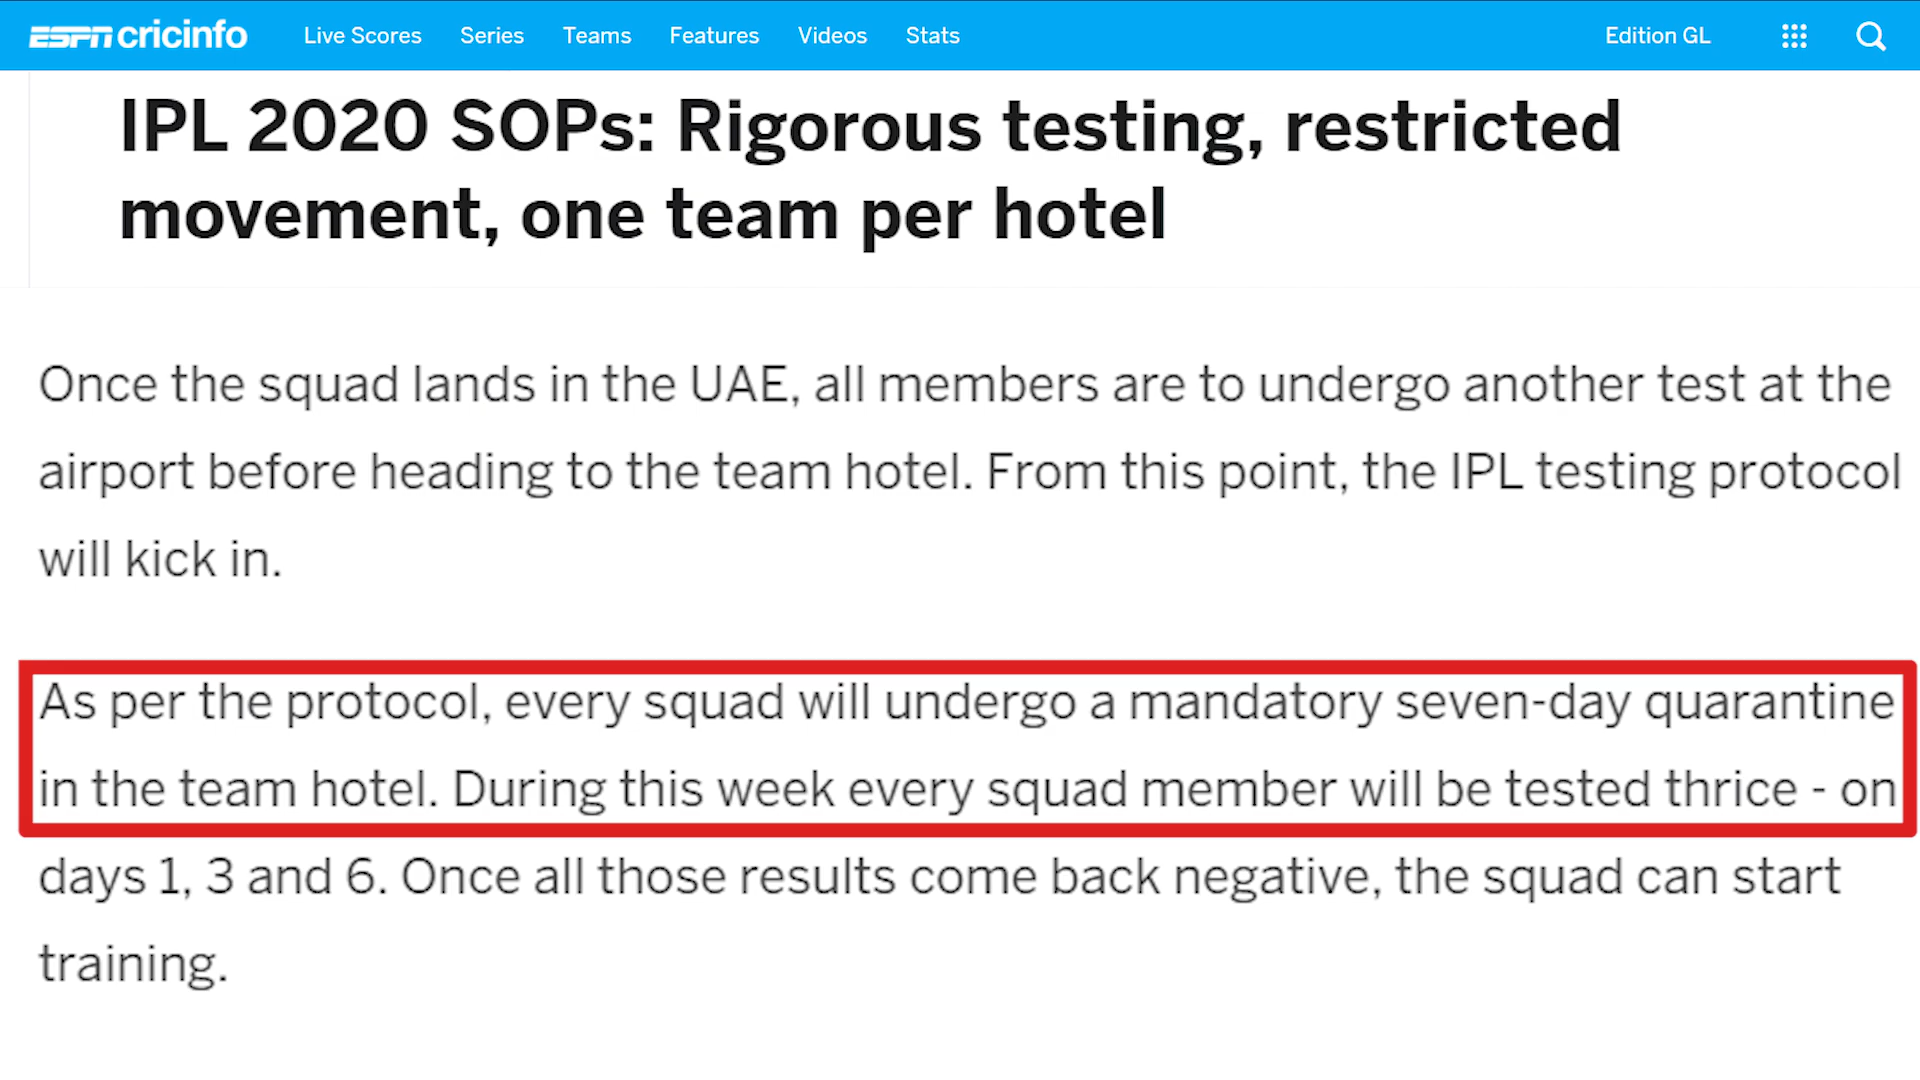 ESPN cricinfo Live Scores Series Teams Features Videos Stats Edition GL
IPL 2020 SOPs: Rigorous testing, restricted
movement, one team per hotel
Once the squad lands in the UAE, all members are to undergo another test at the
airport before heading to the team hotel. From this point, the IPL testing protocol
will kick in.
As per the protocol, every squad will undergo a mandatory seven-day quarantine
in the team hotel. During this week every squad member will be tested thrice - on
days 1, 3 and 6. Once all those results come back negative, the squad can start
training.